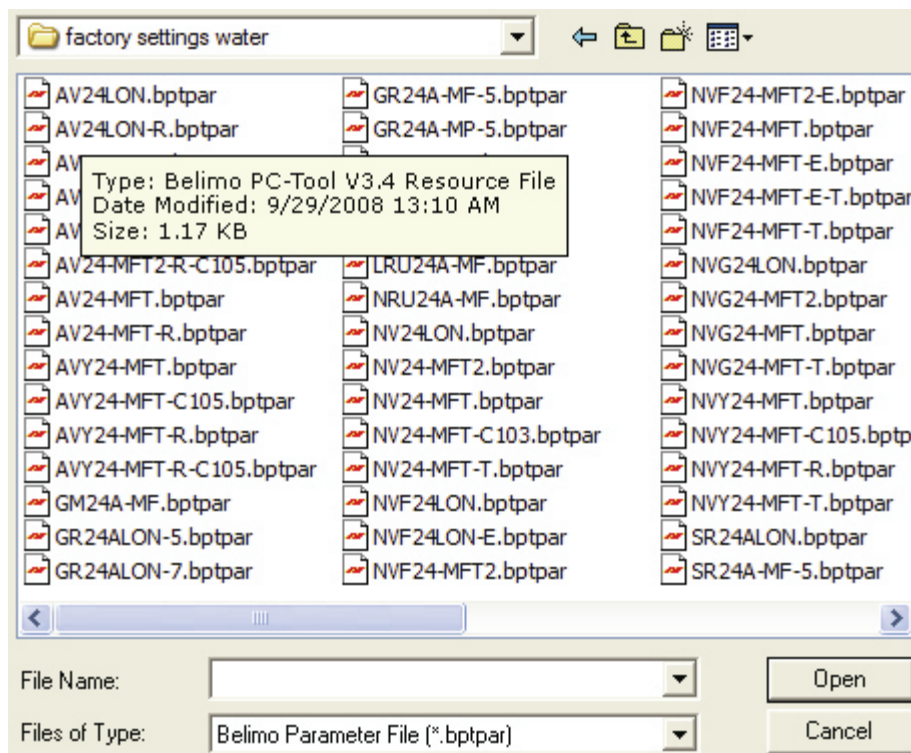 factory settings water
AV24LON.bptpar
AV24LON-R.bptpar
AV
AV
AV
AV24-MFT2-R-C105.bptpar
AV24-MFT.bptpar
AV24-MFT-R.bptpar
AVY24-MFT.bptpar
AVY24-MFT-C105.bptpar
AVY24-MFT-R.bptpar
AVY24-MFT-R-C105.bptpar
GM24A-MF.bptpar
GR24ALON-5.bptpar
GR24ALON-7.bptpar
Type: Belimo PC-Tool V3.4 Resource File
Date Modified: 9/29/2008 13:10 AM
Size: 1.17 KB
GR24A-MF-5.bptpar
GR24A-MP-5.bptpar
LRU24A-MF.bptpar
NRU24A-MF.bptpar
NV24LON.bptpar
NV24-MFT2.bptpar
NV24-MFT.bptpar
NV24-MFT-C103.bptpar
NV24-MFT-T.bptpar
NVF24LON.bptpar
NVF24LON-E.bptpar
NVF24-MFT2.bptpar
NVF24-MFT2-E.bptpar
NVF24-MFT.bptpar
NVF24-MFT-E.bptpar
NVF24-MFT-E-T.bptpar
NVF24-MFT-T.bptpar
NVG24LON.bptpar
NVG24-MFT2.bptpar
NVG24-MFT.bptpar
NVG24-MFT-T.bptpar
NVY24-MFT.bptpar
NVY24-MFT-C105.bptp
NVY24-MFT-R.bptpar
NVY24-MFT-T.bptpar
SR24ALON.bptpar
SR24A-MF-5.bptpar
File Name:
Open
Files of Type:
Belimo Parameter File (*.bptpar)
Cancel